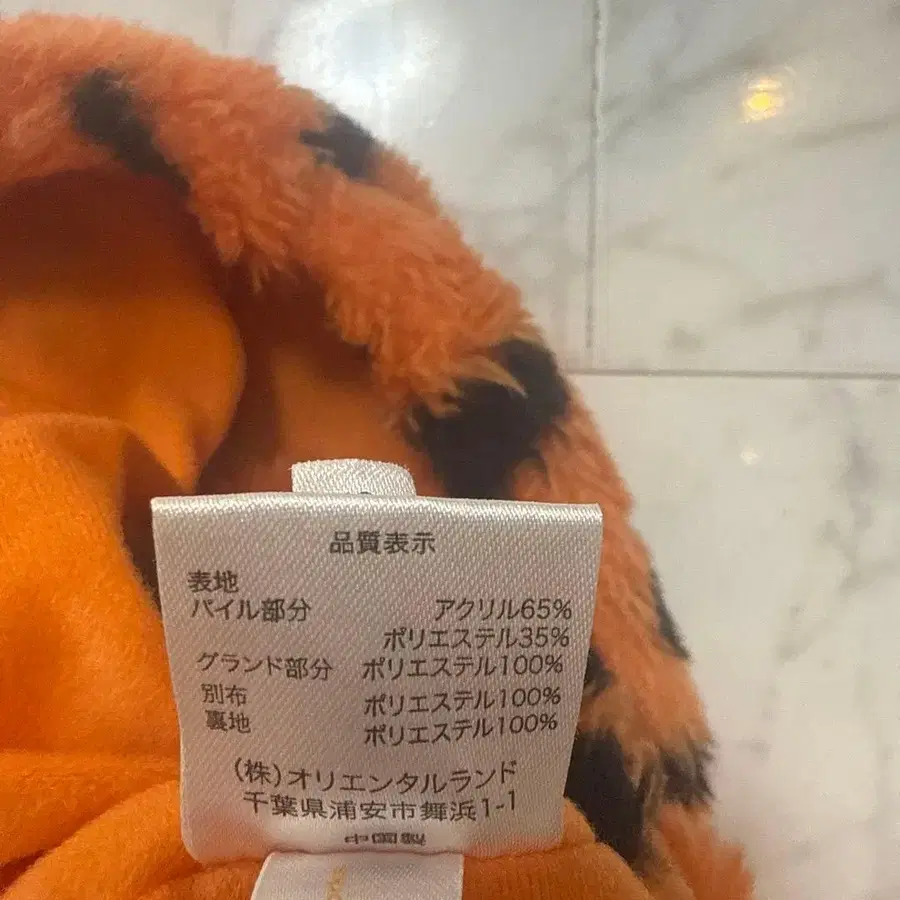 品質表示
表地
パイル部分 アクリル65%
ポリエステル35%
グランド部分 ポリエステル100%
別布 ポリエステル100%
裏地 ポリエステル100%
(株)オリエンタルランド
千葉県浦安市舞浜1-1
中国製